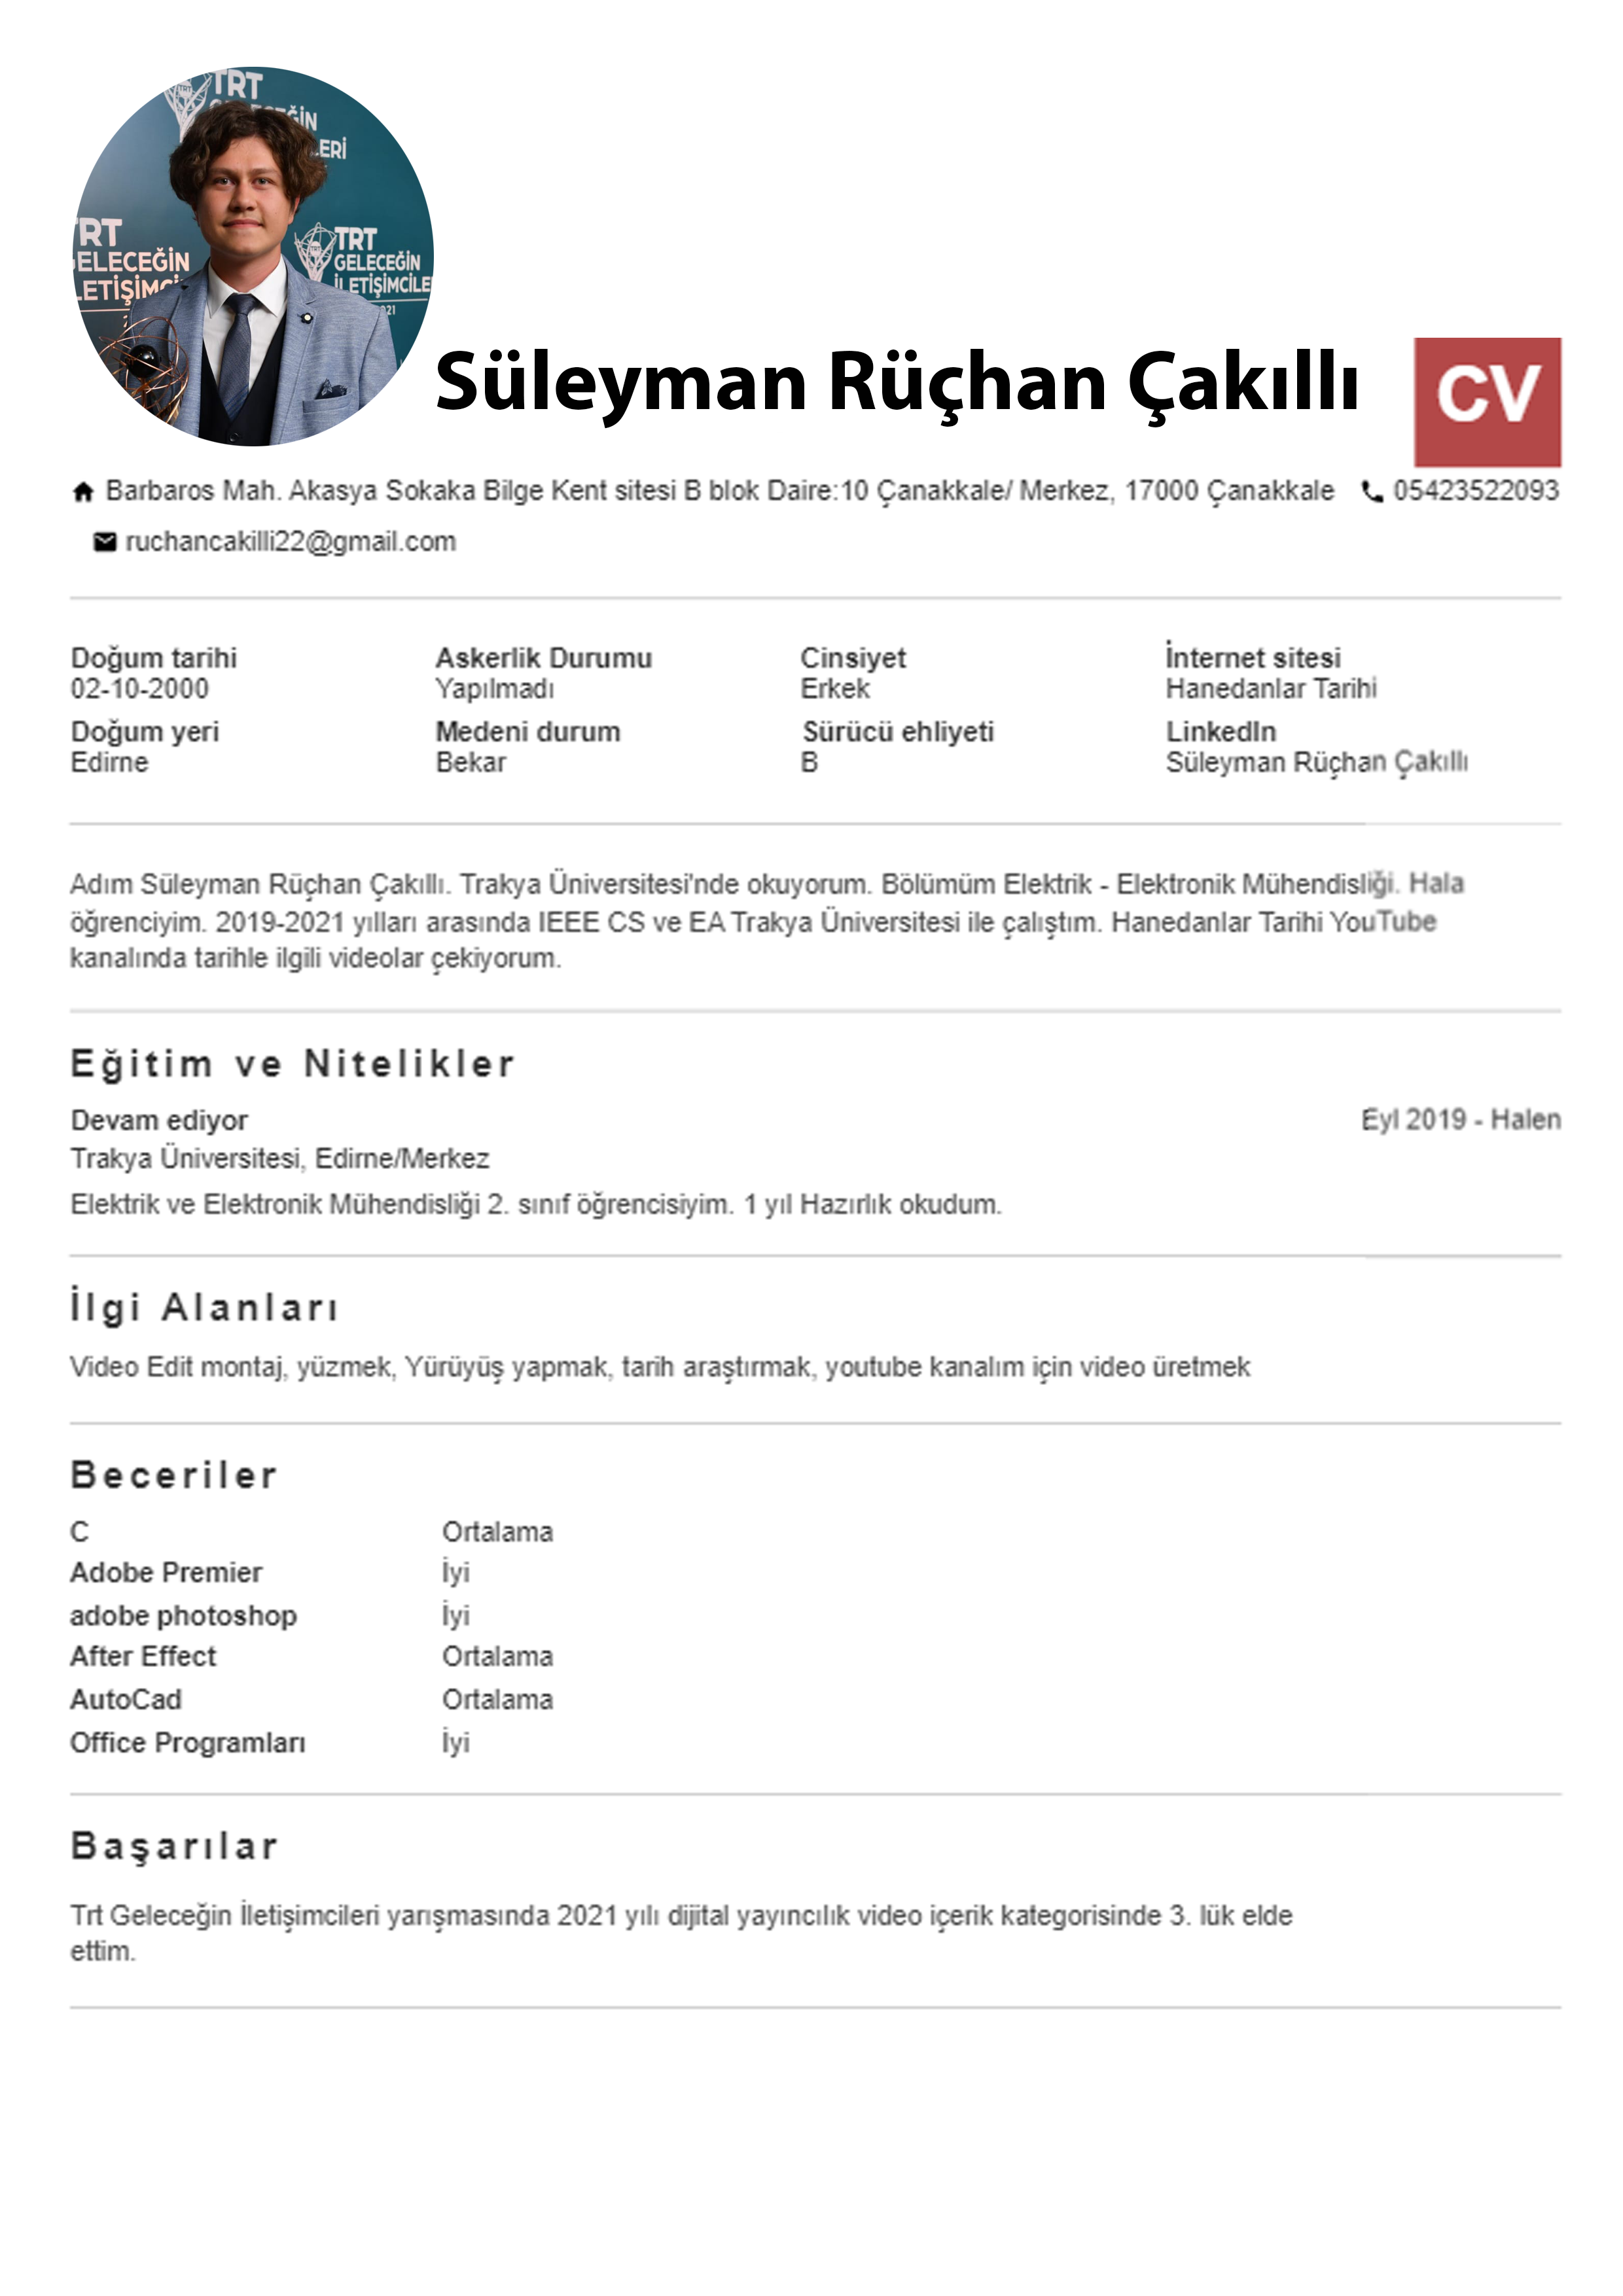 TRT
GELECEĞİN
TRT
GELECEĞİN
İLETİŞİMCİLE
Süleyman Rüçhan Çakıllı
CV
Barbaros Mah. Akasya Sokaka Bilge Kent sitesi B blok Daire:10 Çanakkale/ Merkez, 17000 Çanakkale 05423522093
ruchancakilli22@gmail.com
Doğum tarihi Askerlik Durumu Cinsiyet İnternet sitesi
02-10-2000 Yapılmadı Erkek Hanedanlar Tarihi
Doğum yeri Medeni durum Sürücü ehliyeti LinkedIn
Edirne Bekar B Süleyman Rüçhan Çakıllı
Adım Süleyman Rüçhan Çakıllı. Trakya Üniversitesi'nde okuyorum. Bölümüm Elektrik - Elektronik Mühendisliği. Hala
öğrenciyim. 2019-2021 yılları arasında IEEE CS ve EA Trakya Üniversitesi ile çalıştım. Hanedanlar Tarihi YouTube
kanalında tarihle ilgili videolar çekiyorum.
Eğitim ve Nitelikler
Devam ediyor Eyl 2019 - Halen
Trakya Üniversitesi, Edirne/Merkez
Elektrik ve Elektronik Mühendisliği 2. sınıf öğrencisiyim. 1 yıl Hazırlık okudum.
İlgi Alanları
Video Edit montaj, yüzmek, Yürüyüş yapmak, tarih araştırmak, youtube kanalım için video üretmek
Beceriler
C Ortalama
Adobe Premier İyi
adobe photoshop İyi
After Effect Ortalama
AutoCad Ortalama
Office Programları İyi
Başarılar
Trt Geleceğin İletişimcileri yarışmasında 2021 yılı dijital yayıncılık video içerik kategorisinde 3. lük elde
ettim.